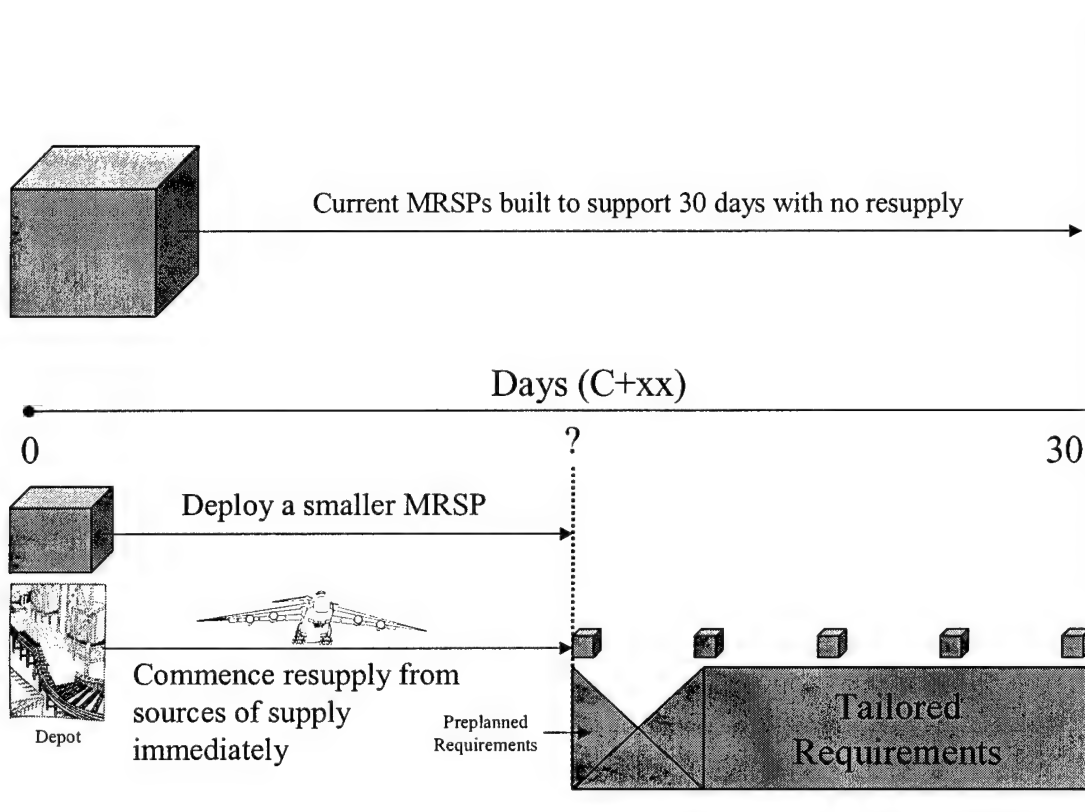 Current MRSPs built to support 30 days with no resupply
Days (C+xx)
0
?
30
Deploy a smaller MRSP
Commence resupply from
sources of supply
immediately
Depot
Preplanned
Requirements
Tailored
Requirements